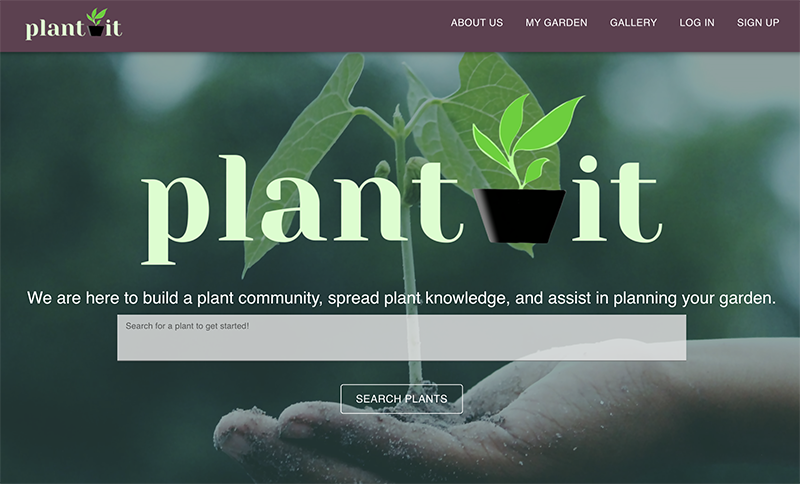 plant it
ABOUT US
MY GARDEN
GALLERY
LOG IN
SIGN UP
plant it
We are here to build a plant community, spread plant knowledge, and assist in planning your garden.
Search for a plant to get started!
SEARCH PLANTS